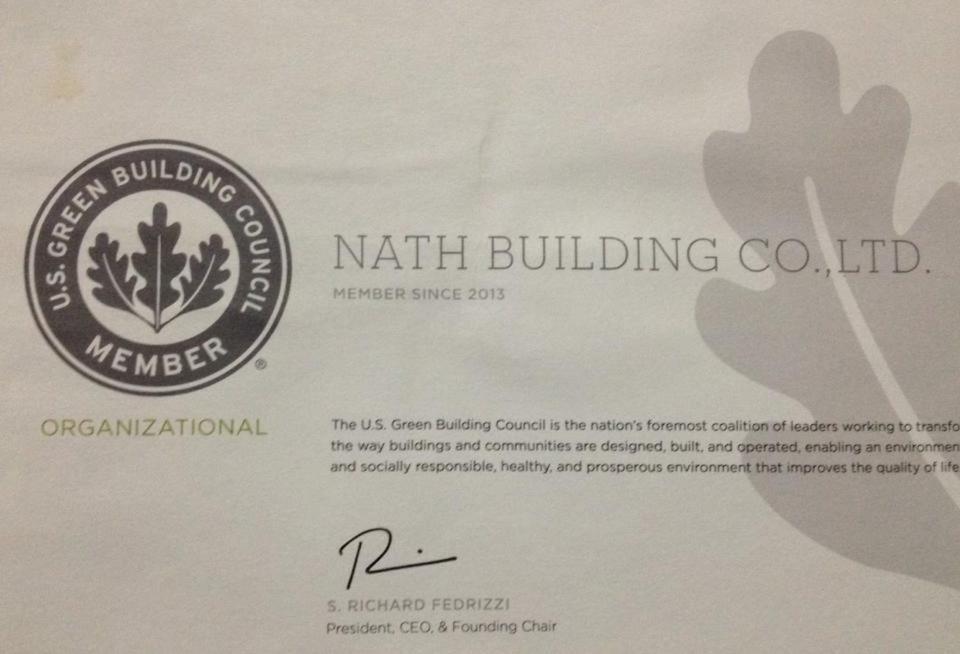 U.S. GREEN BUILDING COUNCIL
MEMBER
®
ORGANIZATIONAL
NATH BUILDING CO.,LTD.
MEMBER SINCE 2013
The U.S. Green Building Council is the nation's foremost coalition of leaders working to transfo
the way buildings and communities are designed, built, and operated, enabling an environmen
and socially responsible, healthy, and prosperous environment that improves the quality of life
S. RICHARD FEDRIZZI
President, CEO, & Founding Chair